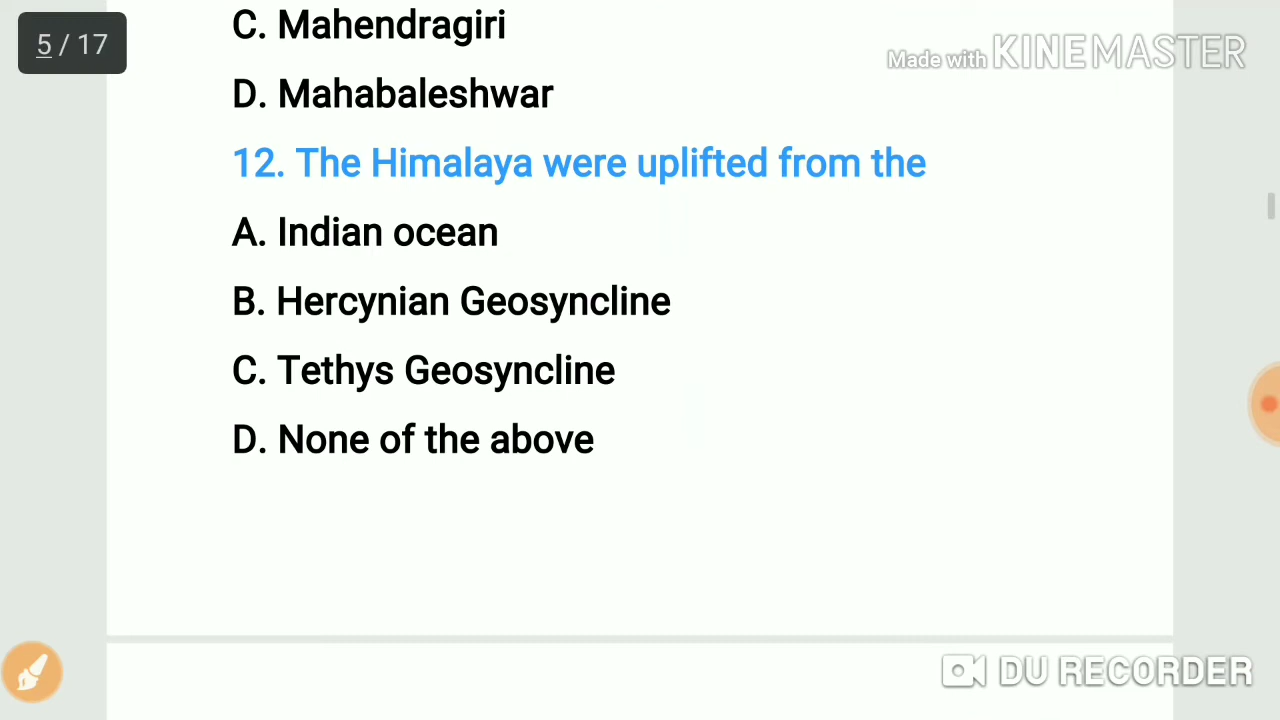 5 / 17
C. Mahendragiri
Made with KINEMASTER
D. Mahabaleshwar
12. The Himalaya were uplifted from the
A. Indian ocean
B. Hercynian Geosyncline
C. Tethys Geosyncline
D. None of the above
DU RECORDER